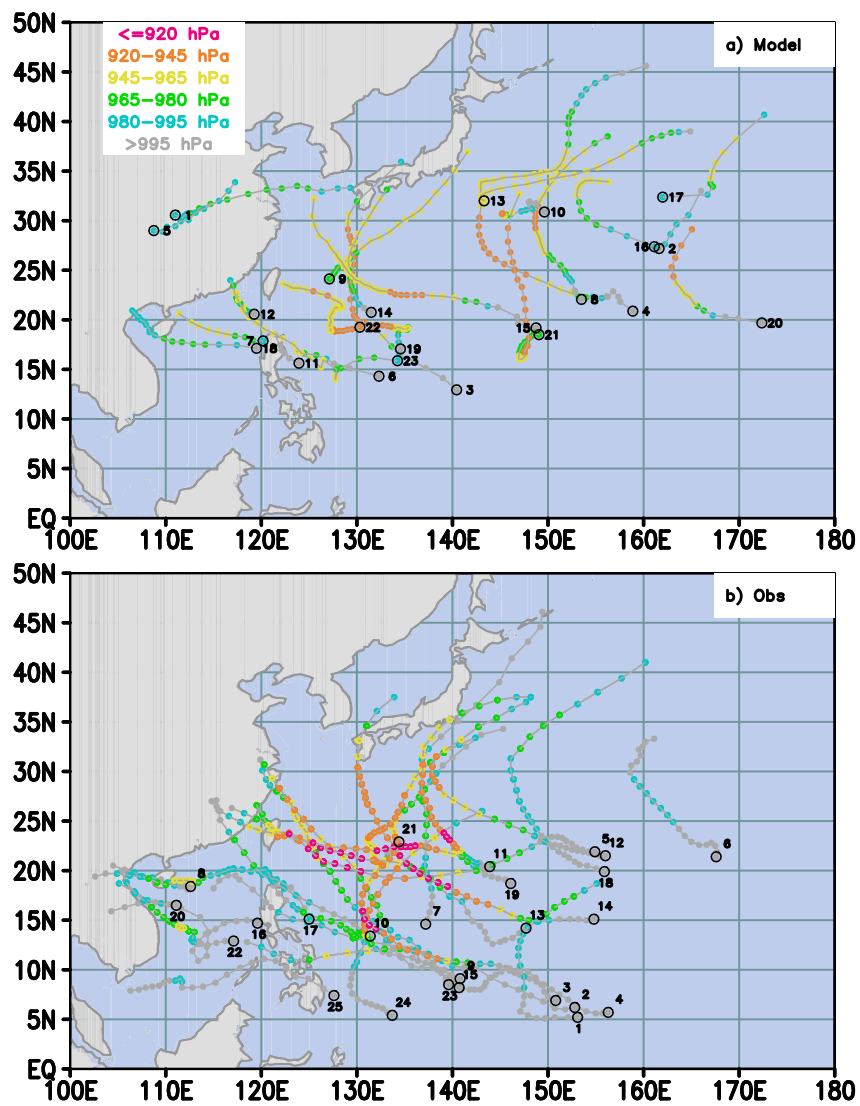 50N
45N
40N
35N
30N
25N
20N
15N
10N
5N
EQ
a) Model
<=920 hPa
920-945 hPa
945-965 hPa
965-980 hPa
980-995 hPa
>995 hPa
1
5
13
10
17
16
2
9
8
4
12
14
15
20
22
21
7
18
19
23
11
6
3
100E 110E 120E 130E 140E 150E 160E 170E 180
50N
45N
40N
35N
30N
25N
20N
15N
10N
5N
EQ
b) Obs
21
5
12
6
11
8
18
19
20
7
10
17
13
14
16
22
9
15
23
3
2
4
25
24
1
100E 110E 120E 130E 140E 150E 160E 170E 180